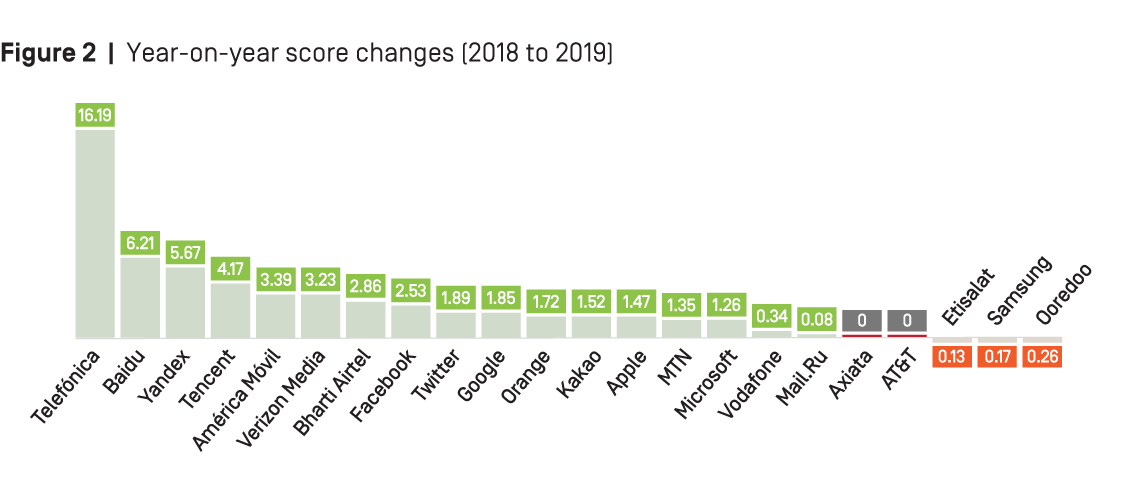 Figure 2 | Year-on-year score changes (2018 to 2019)
16.19
6.21
5.67
4.17
3.39
3.23
2.86
2.53
1.89
1.85
1.72
1.52
1.47
1.35
1.26
0.34
0.08
0
0
0.13
0.17
0.26
Telefónica
Baidu
Yandex
Tencent
América Móvil
Verizon Media
Bharti Airtel
Facebook
Twitter
Google
Orange
Kakao
Apple
MTN
Microsoft
Vodafone
Mail.Ru
Axiata
AT&T
Etisalat
Samsung
Ooredoo